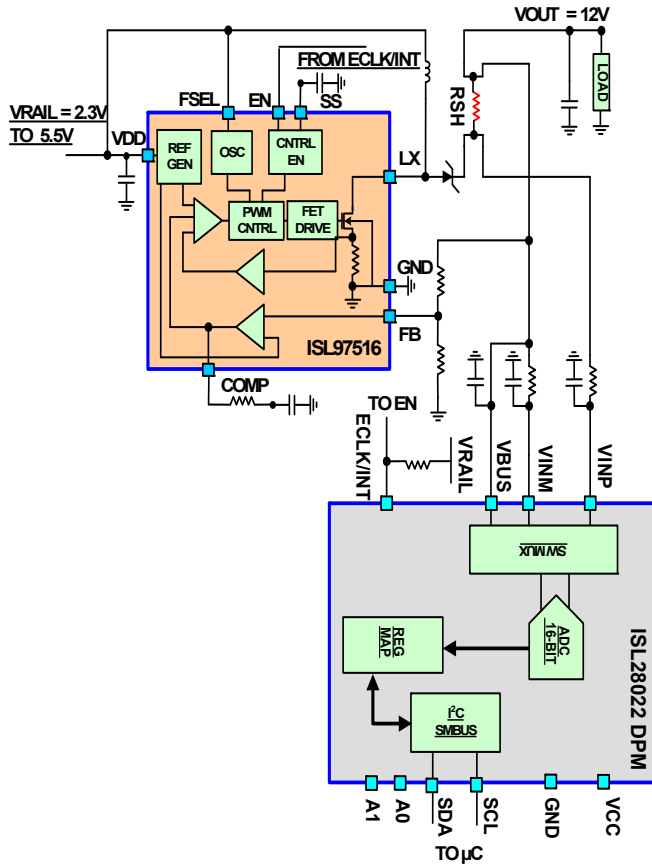 VOUT = 12V
FROM ECLK/INT
LOAD
RSH
FSEL
EN
SS
VRAIL = 2.3V
TO 5.5V
VDD
REF
GEN
OSC
CNTRL
EN
LX
PWM
CNTRL
FET
DRIVE
GND
ISL97516
FB
COMP
TO EN
ECLK/INT
VRAIL
VBUS
VINM
VINP
SW MUX
ADC
16-BIT
REG
MAP
I²C
SMBUS
ISL28022 DPM
A1
A0
SDA
SCL
GND
VCC
TO µC